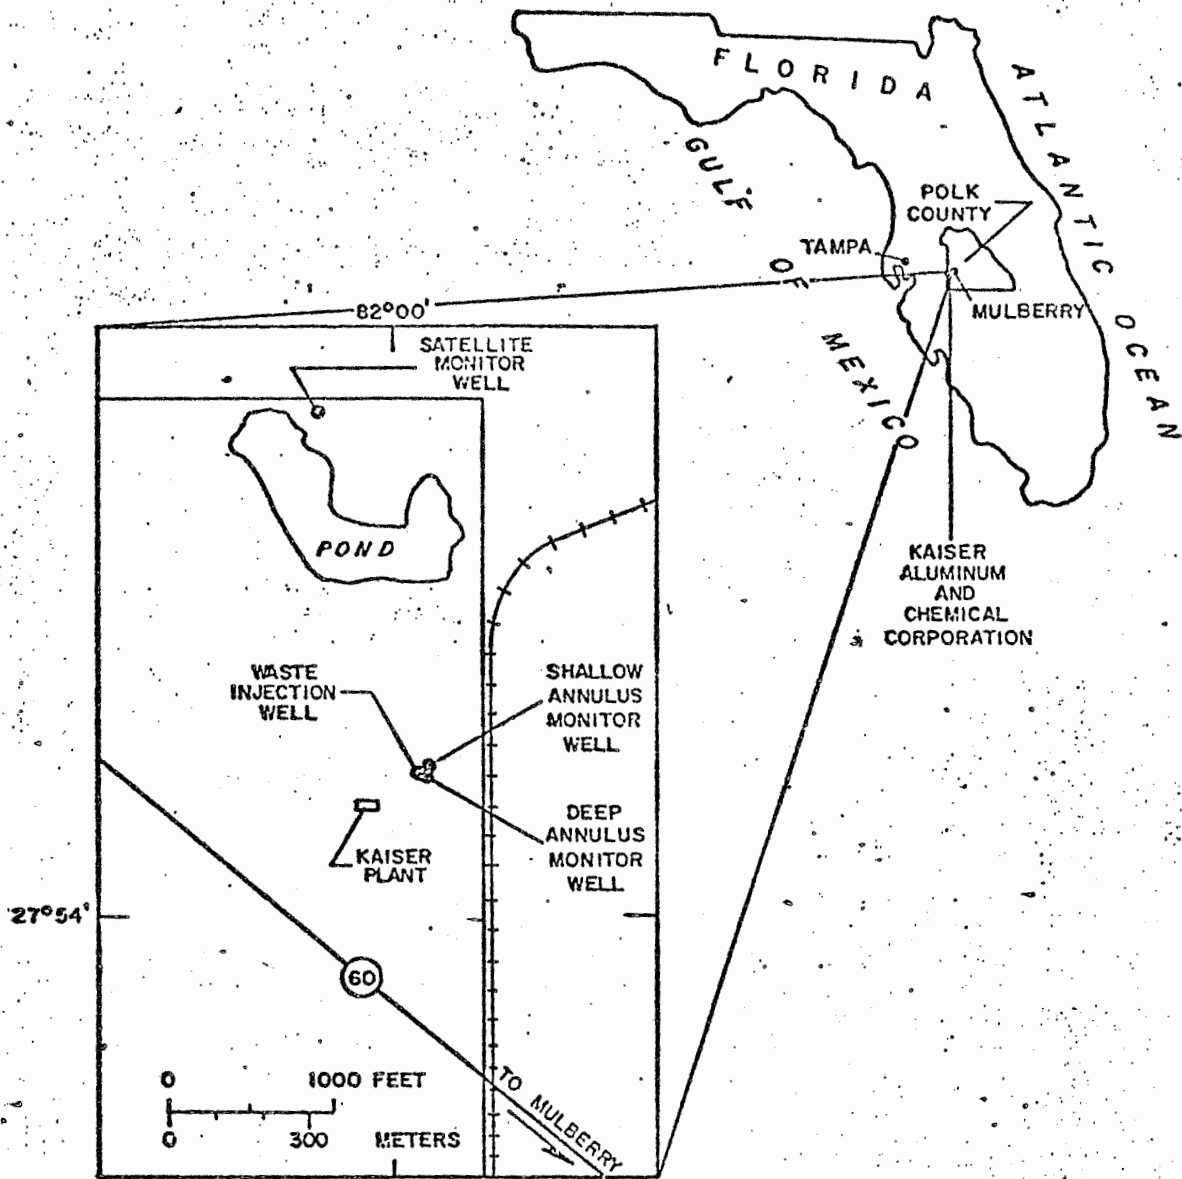 FLORIDA
ATLANTIC OCEAN
GULF OF MEXICO
POLK
COUNTY
TAMPA
MULBERRY
KAISER
ALUMINUM
AND
CHEMICAL
CORPORATION
82°00'
SATELLITE
MONITOR
WELL
POND
WASTE
INJECTION
WELL
SHALLOW
ANNULUS
MONITOR
WELL
DEEP
ANNULUS
MONITOR
WELL
KAISER
PLANT
27°54'
60
TO MULBERRY
0 1000 FEET
0 300 METERS